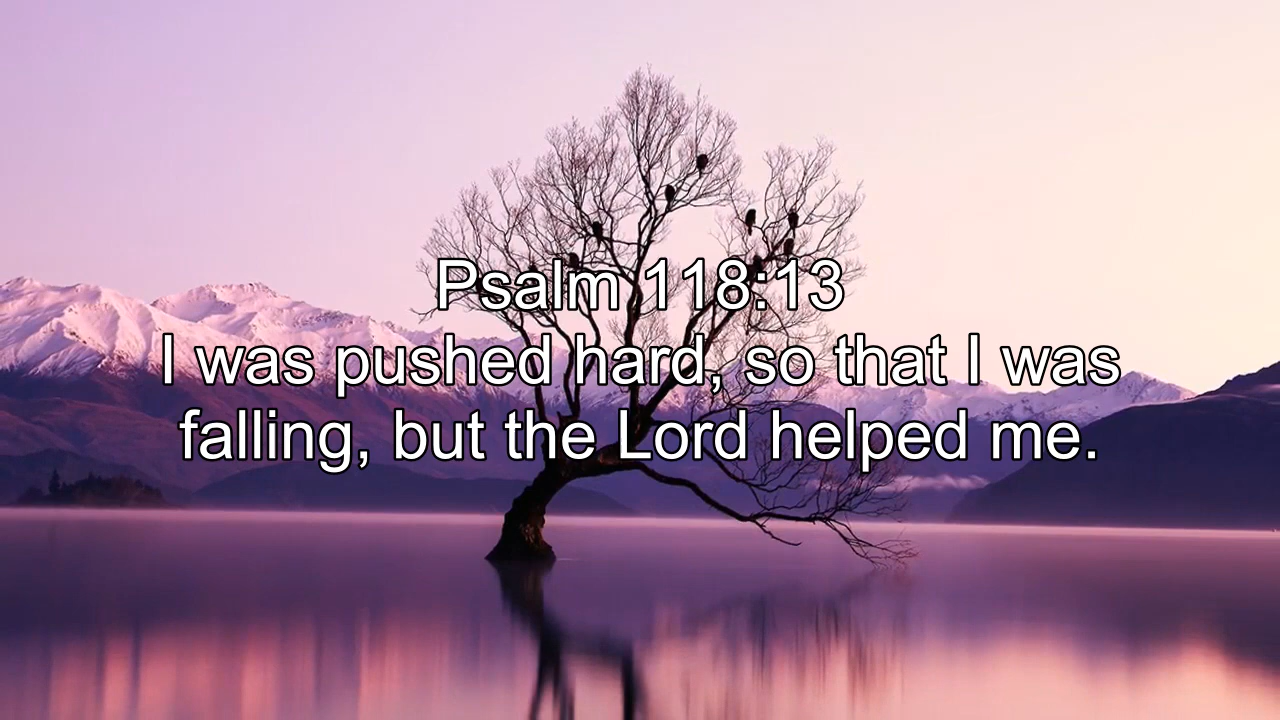 Psalm 118:13
I was pushed hard, so that I was
falling, but the Lord helped me.